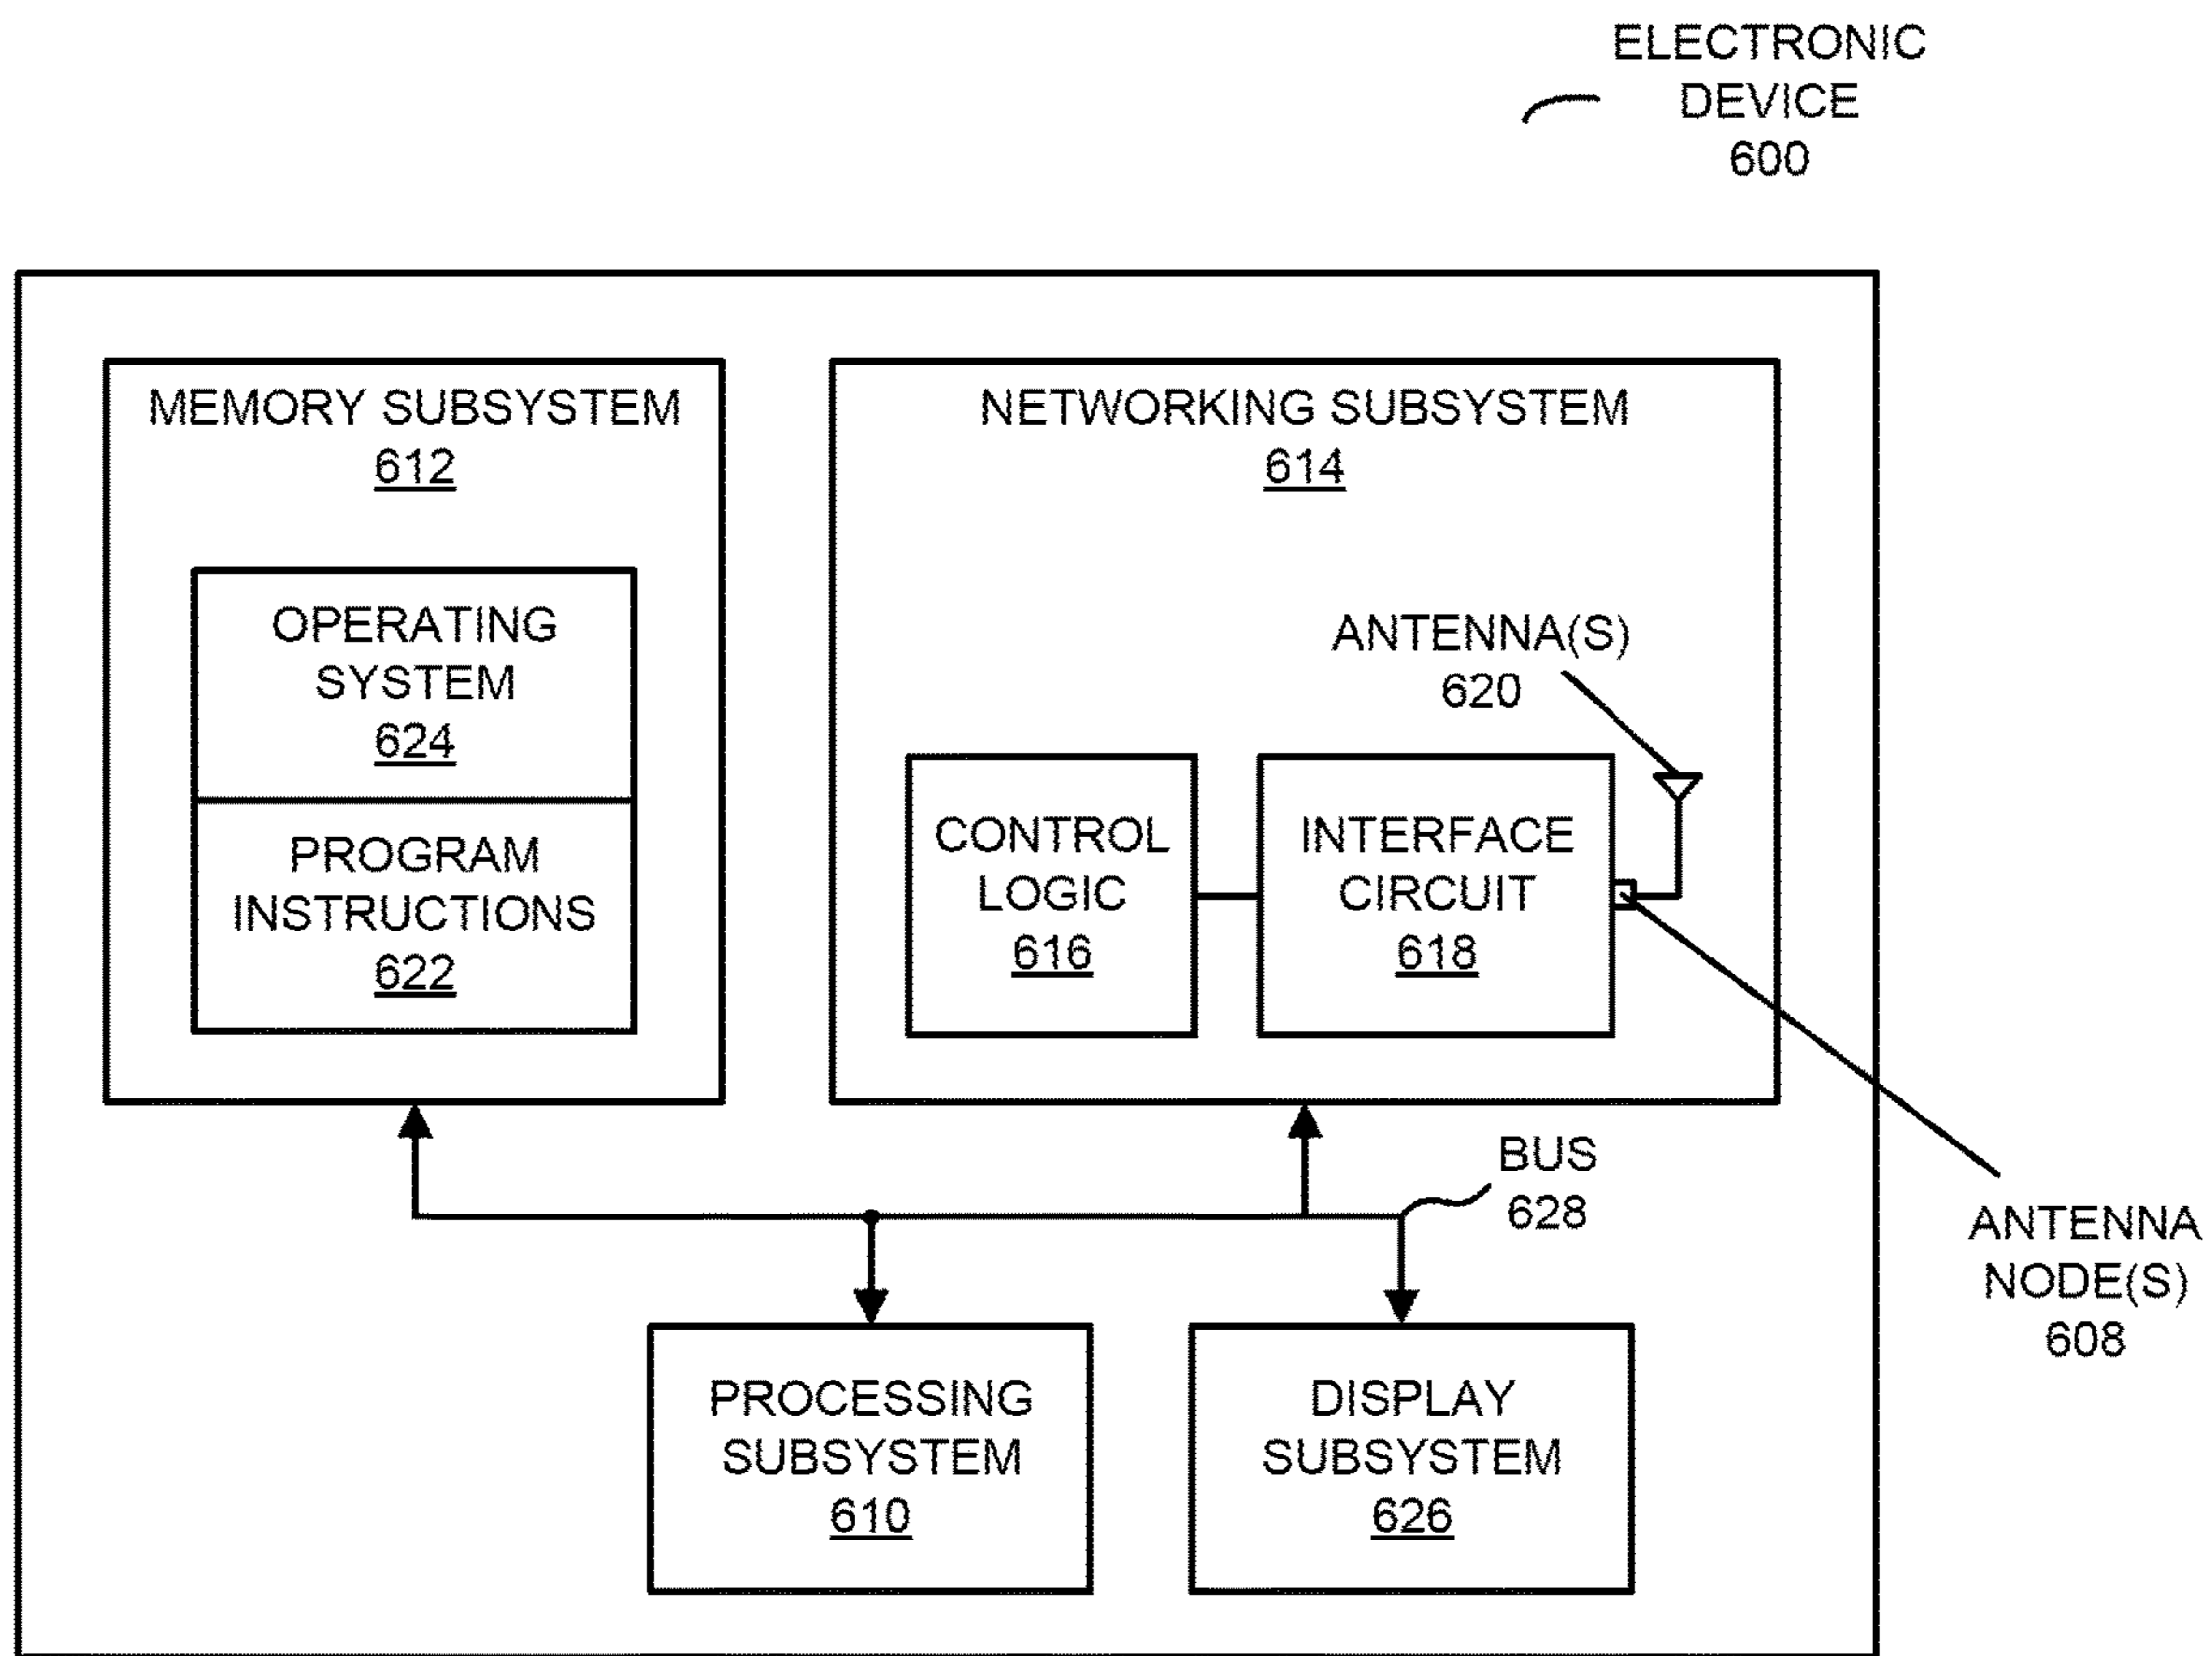 ELECTRONIC
DEVICE
600
MEMORY SUBSYSTEM
612
OPERATING
SYSTEM
624
PROGRAM
INSTRUCTIONS
622
NETWORKING SUBSYSTEM
614
ANTENNA(S)
620
CONTROL
LOGIC
616
INTERFACE
CIRCUIT
618
BUS
628
ANTENNA
NODE(S)
608
PROCESSING
SUBSYSTEM
610
DISPLAY
SUBSYSTEM
626